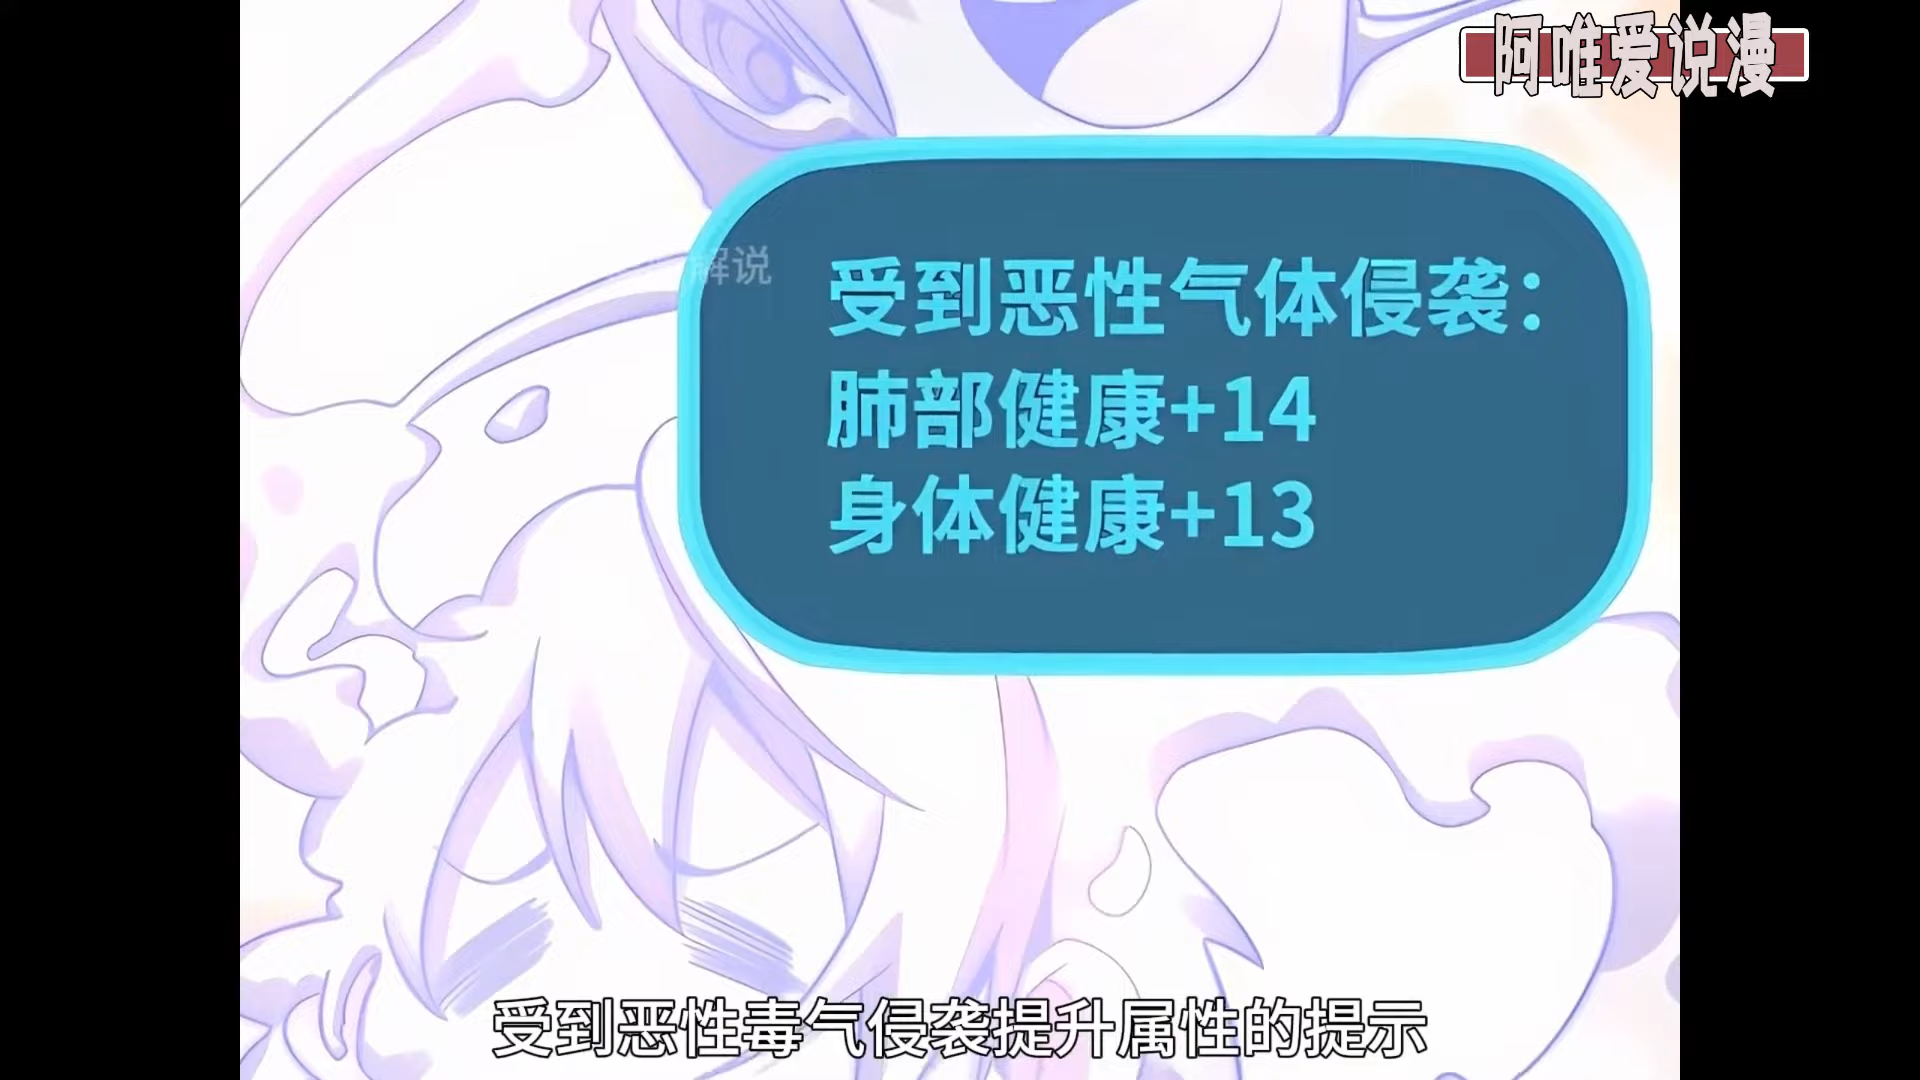 阿唯爱说漫
解说
受到恶性气体侵袭：
肺部健康+14
身体健康+13
受到恶性毒气侵袭提升属性的提示